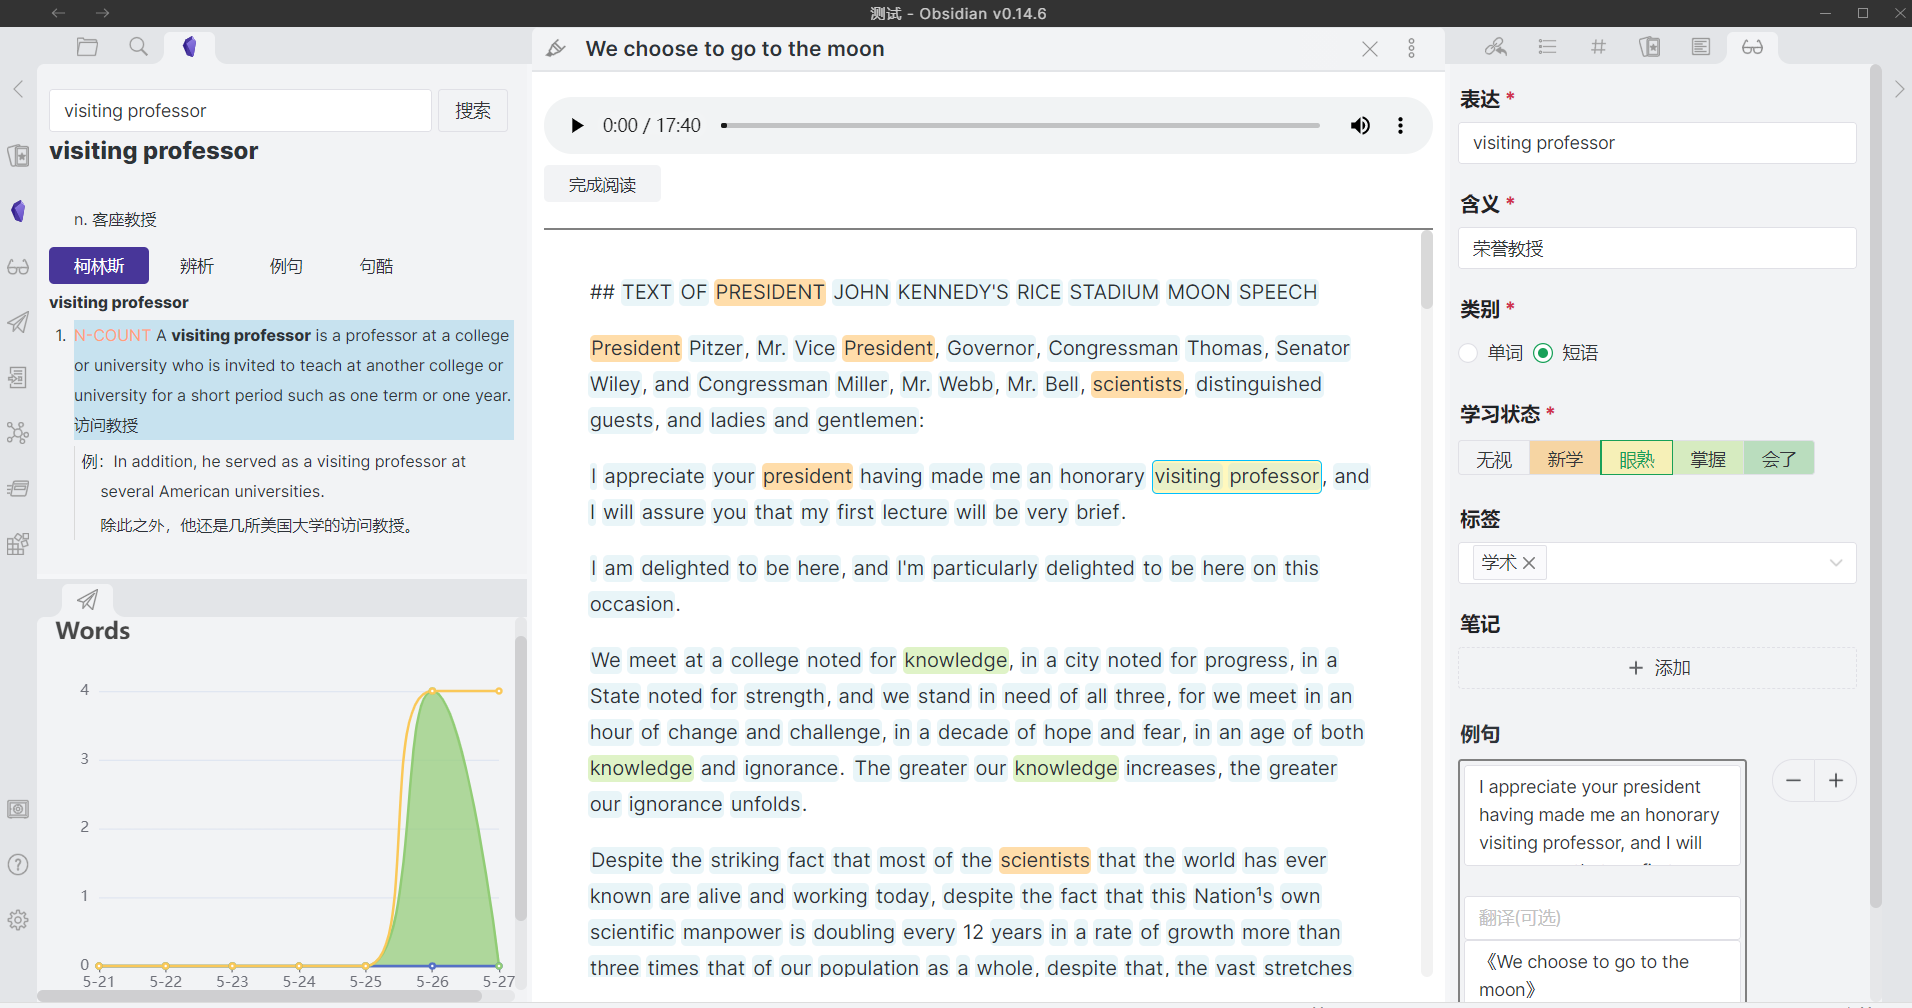 测试 - Obsidian v0.14.6
visiting professor
搜索
visiting professor
n. 客座教授
柯林斯 辨析 例句 句酷
visiting professor
1. N-COUNT A visiting professor is a professor at a college
or university who is invited to teach at another college or
university for a short period such as one term or one year.
访问教授
例：In addition, he served as a visiting professor at
several American universities.
除此之外，他还是几所美国大学的访问教授。
Words
4
3
2
1
0
5-21 5-22 5-23 5-24 5-25 5-26 5-27
We choose to go to the moon
0:00 / 17:40
完成阅读
## TEXT OF PRESIDENT JOHN KENNEDY'S RICE STADIUM MOON SPEECH
President Pitzer, Mr. Vice President, Governor, Congressman Thomas, Senator
Wiley, and Congressman Miller, Mr. Webb, Mr. Bell, scientists, distinguished
guests, and ladies and gentlemen:
I appreciate your president having made me an honorary visiting professor, and
I will assure you that my first lecture will be very brief.
I am delighted to be here, and I'm particularly delighted to be here on this
occasion.
We meet at a college noted for knowledge, in a city noted for progress, in a
State noted for strength, and we stand in need of all three, for we meet in an
hour of change and challenge, in a decade of hope and fear, in an age of both
knowledge and ignorance. The greater our knowledge increases, the greater
our ignorance unfolds.
Despite the striking fact that most of the scientists that the world has ever
known are alive and working today, despite the fact that this Nation¹s own
scientific manpower is doubling every 12 years in a rate of growth more than
three times that of our population as a whole, despite that, the vast stretches
表达 *
visiting professor
含义 *
荣誉教授
类别 *
单词 短语
学习状态 *
无视 新学 眼熟 掌握 会了
标签
学术
笔记
+ 添加
例句
I appreciate your president
having made me an honorary
visiting professor, and I will
翻译(可选)
《We choose to go to the
moon》